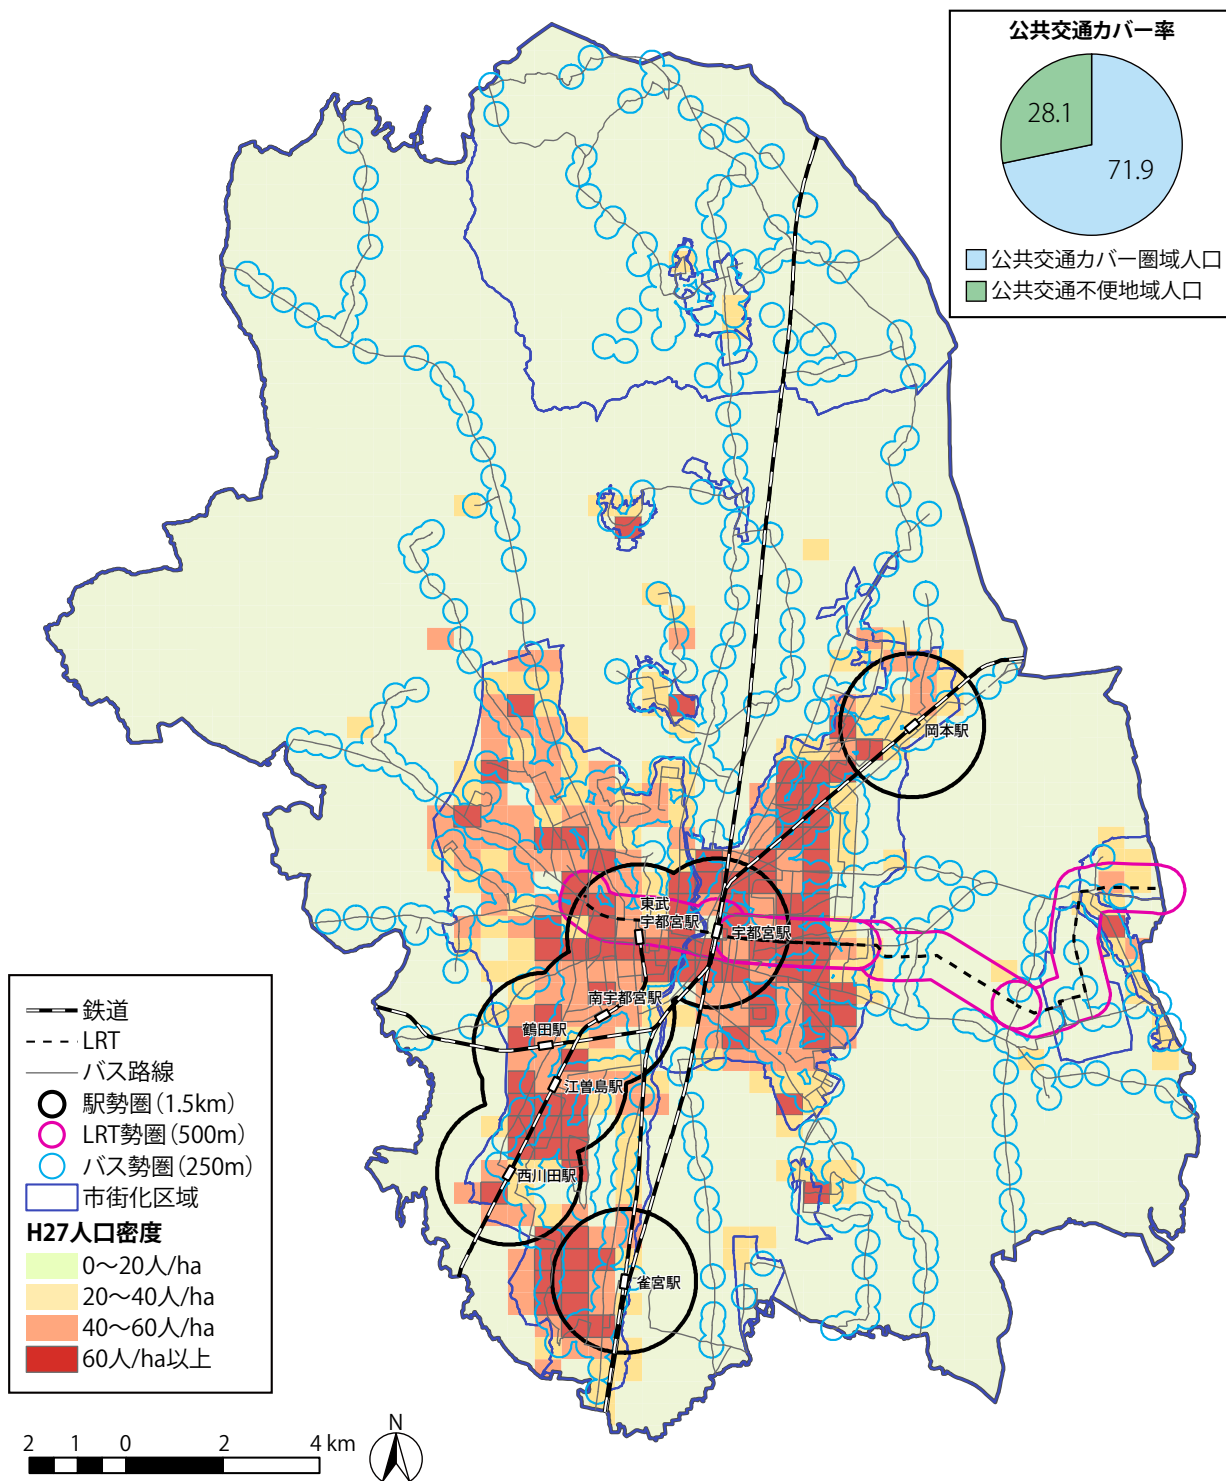 公共交通カバー率
28.1
71.9
公共交通カバー圏域人口
公共交通不便地域人口
岡本駅
東武
宇都宮駅
宇都宮駅
南宇都宮駅
鶴田駅
江曽島駅
西川田駅
雀宮駅
鉄道
LRT
バス路線
駅勢圏(1.5km)
LRT勢圏(500m)
バス勢圏(250m)
市街化区域
H27人口密度
0~20人/ha
20~40人/ha
40~60人/ha
60人/ha以上
2 1 0 2 4 km
N